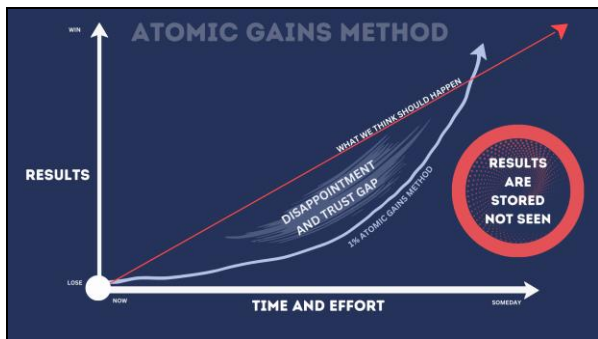 ATOMIC GAINS METHOD
WIN
WHAT WE THINK SHOULD HAPPEN
DISAPPOINTMENT
AND TRUST GAP
1% ATOMIC GAINS METHOD
RESULTS
RESULTS
ARE
STORED
NOT SEEN
LOSE
NOW
TIME AND EFFORT
SOMEDAY